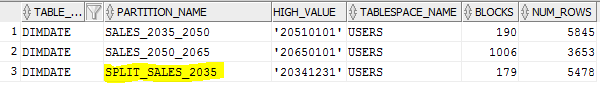 TABLE_... PARTITION_NAME HIGH_VALUE TABLESPACE_NAME BLOCKS NUM_ROWS
1 DIMDATE SALES_2035_2050 '20510101' USERS 190 5845
2 DIMDATE SALES_2050_2065 '20650101' USERS 1006 3653
3 DIMDATE SPLIT_SALES_2035 '20341231' USERS 179 5478